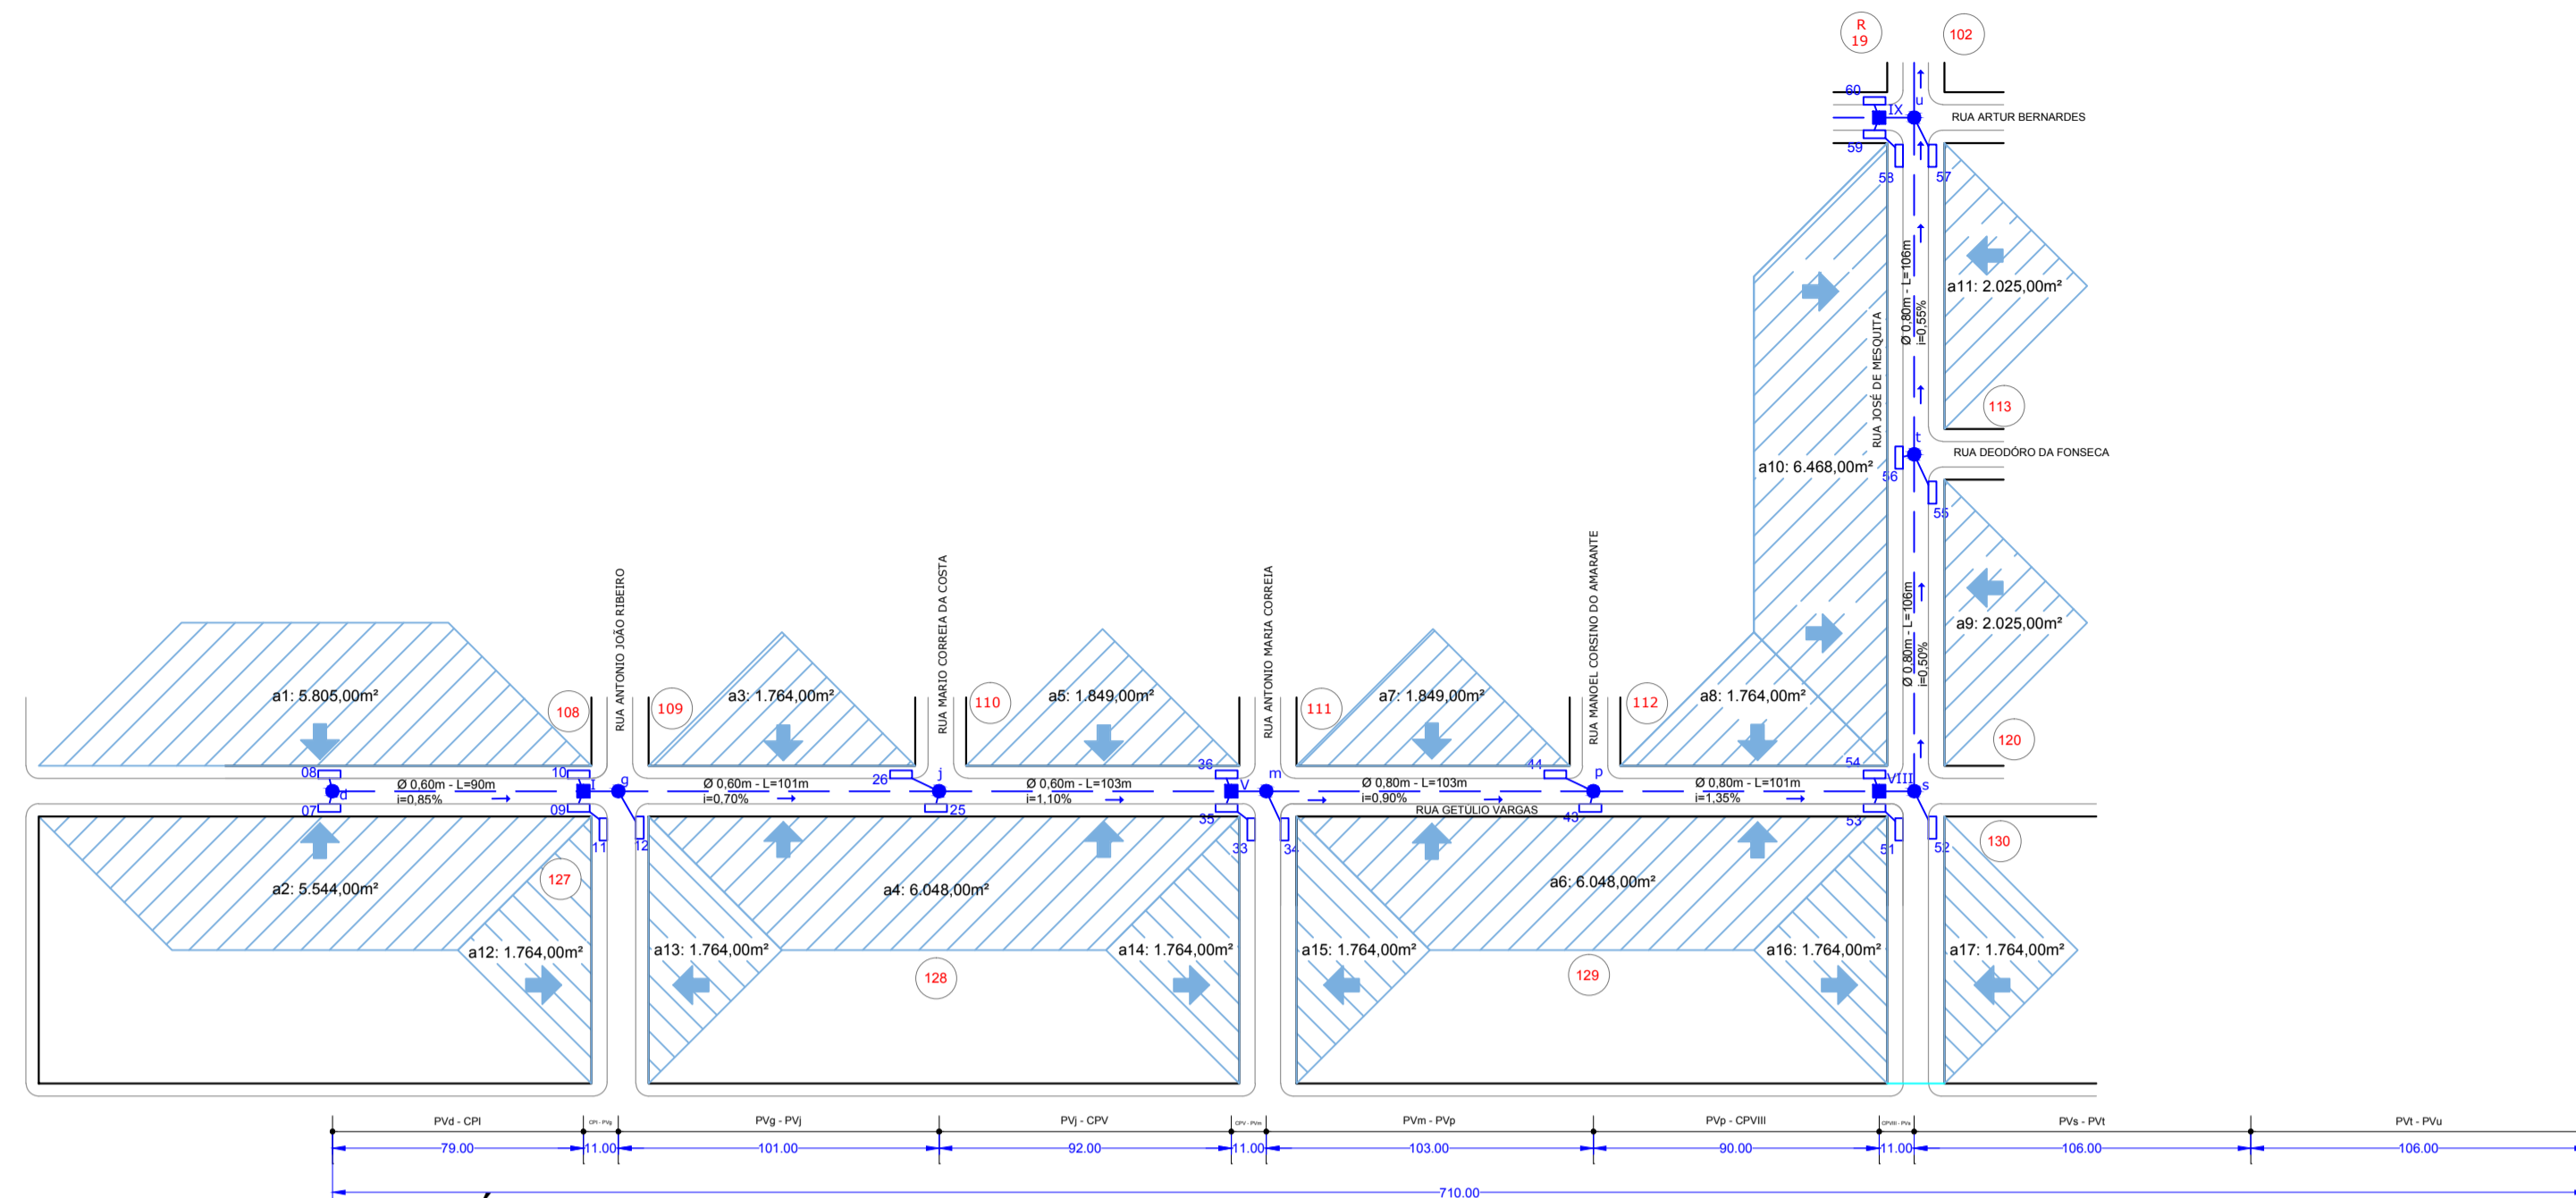 R
19
102
60
IX
u
RUA ARTUR BERNARDES
59
58
57
a11: 2.025,00m²
Ø 0,80m - L=106m
i=0,55%
RUA JOSÉ DE MESQUITA
113
t
RUA DEODÓRO DA FONSECA
a10: 6.468,00m²
56
55
RUA ANTONIO JOÃO RIBEIRO
RUA MARIO CORREIA DA COSTA
RUA ANTONIO MARIA CORREIA
RUA MANOEL CORSINO DO AMARANTE
Ø 0,80m - L=106m
i=0,50%
a9: 2.025,00m²
a1: 5.805,00m²
108
109
a3: 1.764,00m²
110
a5: 1.849,00m²
111
a7: 1.849,00m²
112
a8: 1.764,00m²
120
08
10
26
j
36
m
44
p
54
d
Ø 0,60m - L=90m
i=0,85%
I
g
Ø 0,60m - L=101m
i=0,70%
Ø 0,60m - L=103m
i=1,10%
V
Ø 0,80m - L=103m
i=0,90%
Ø 0,80m - L=101m
i=1,35%
VIII
s
RUA GETÚLIO VARGAS
07
09
11
12
25
35
33
34
43
53
51
52
130
a2: 5.544,00m²
127
a4: 6.048,00m²
a6: 6.048,00m²
a12: 1.764,00m²
a13: 1.764,00m²
a14: 1.764,00m²
a15: 1.764,00m²
a16: 1.764,00m²
a17: 1.764,00m²
128
129
PVd - CPI
CPI - PVg
PVg - PVj
PVj - CPV
CPV - PVm
PVm - PVp
PVp - CPVIII
CPVIII - PVs
PVs - PVt
PVt - PVu
79.00
11.00
101.00
92.00
11.00
103.00
90.00
11.00
106.00
106.00
710.00